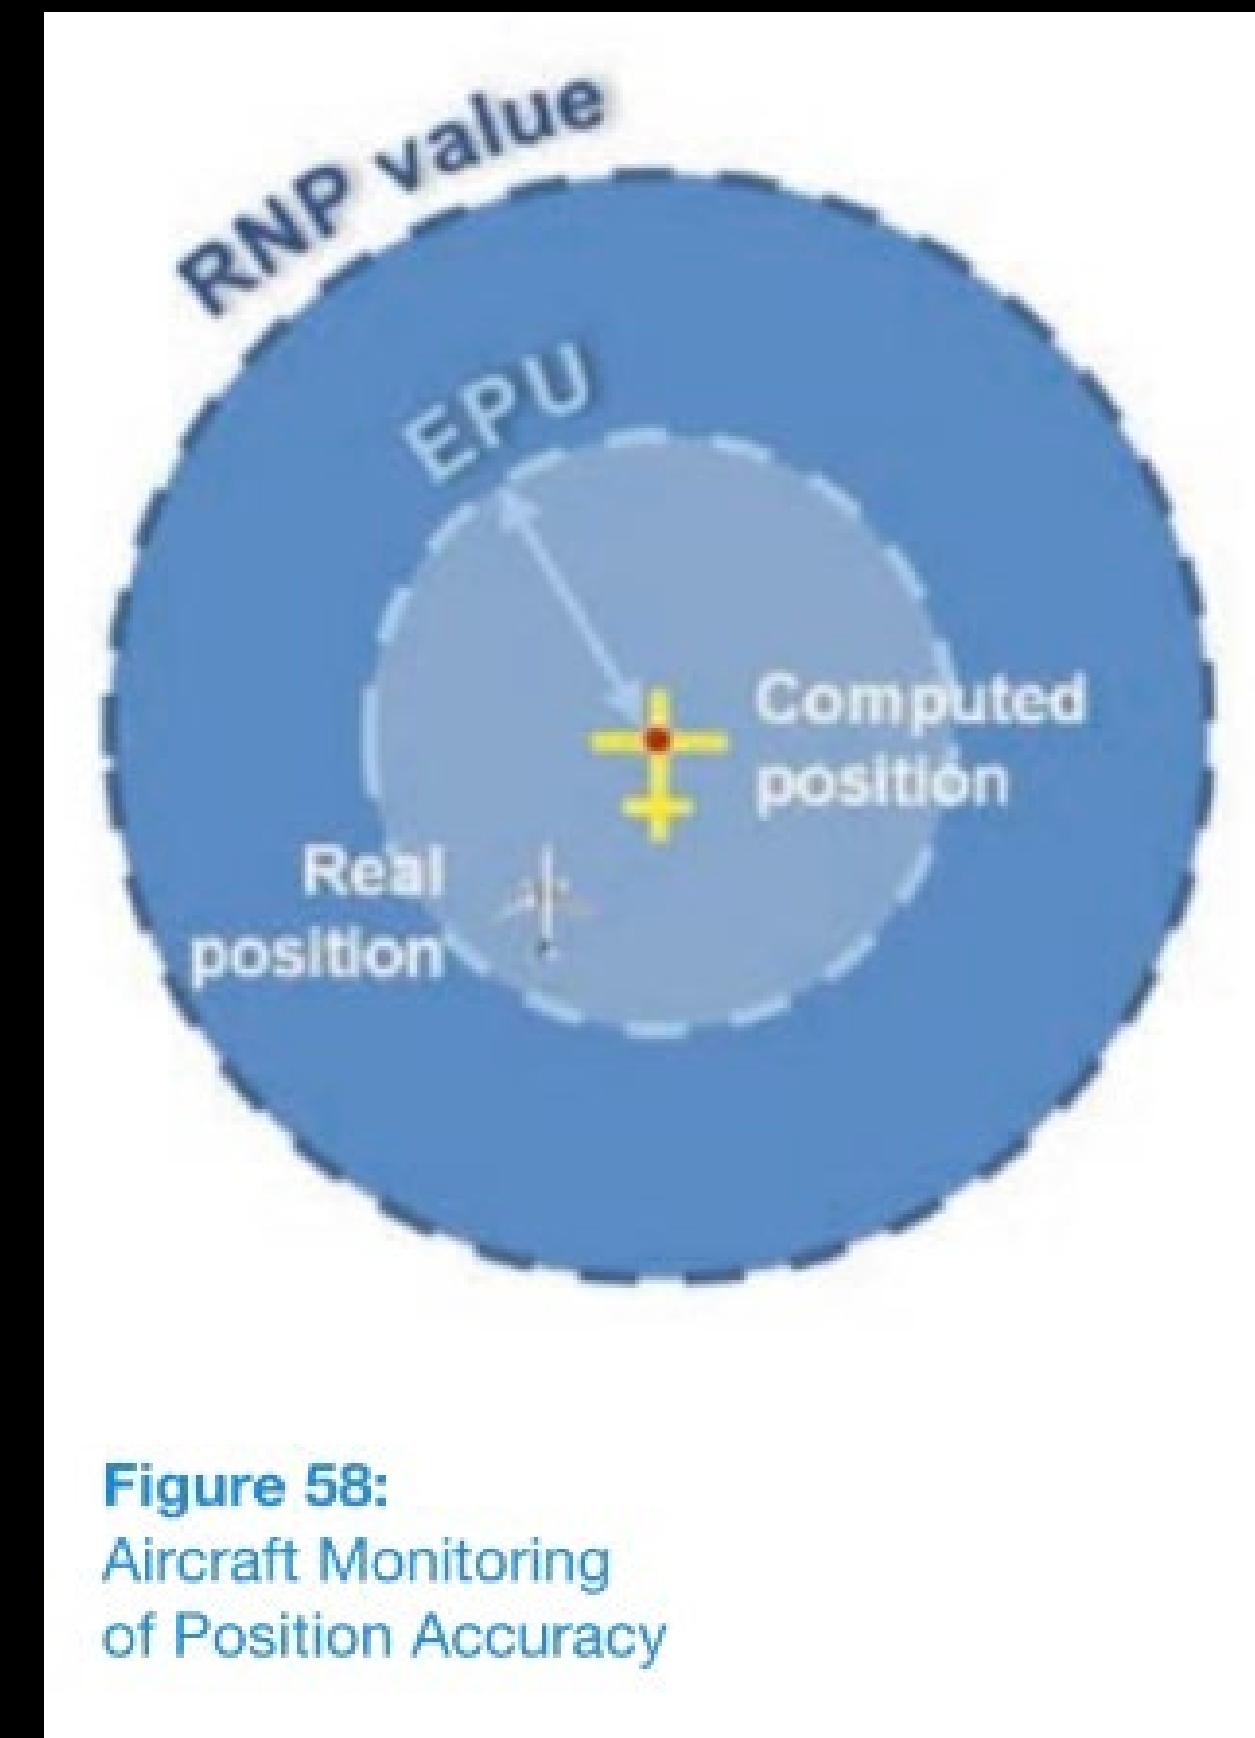 RNP value
EPU
Computed
position
Real
position
Figure 58:
Aircraft Monitoring
of Position Accuracy